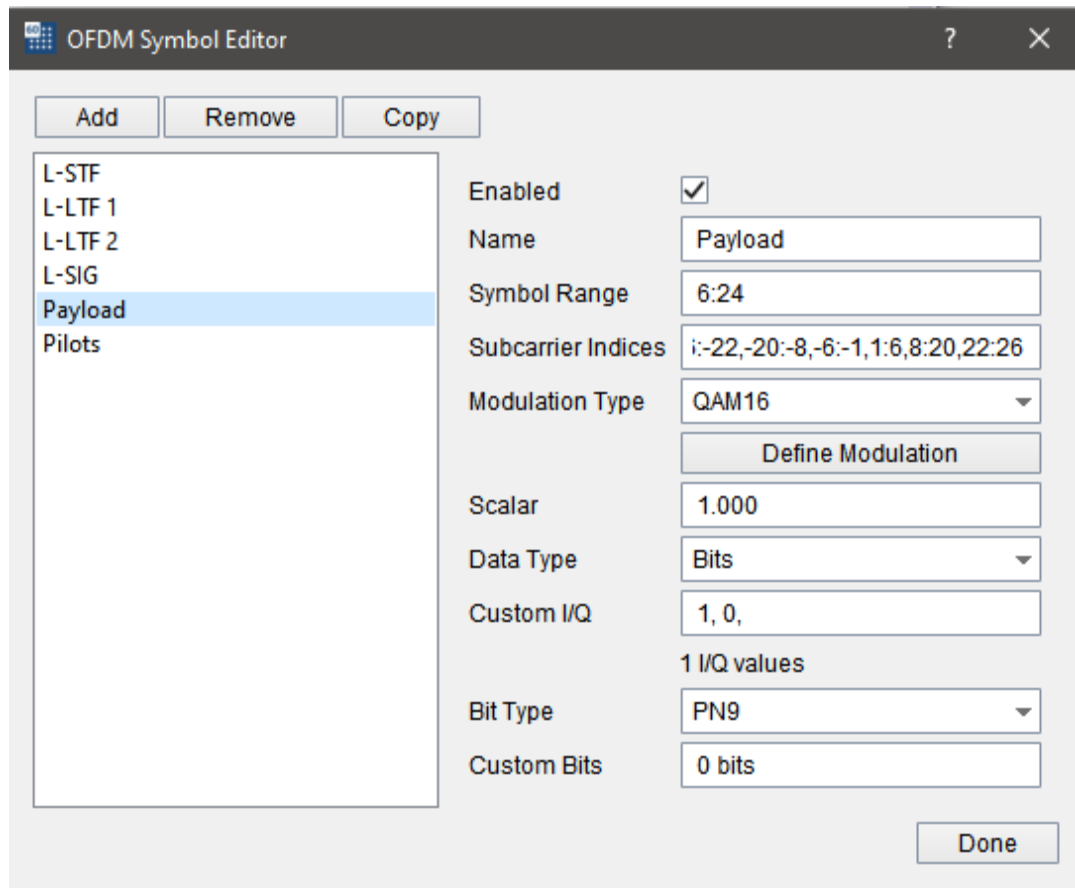 60
OFDM Symbol Editor ? ×
Add Remove Copy
L-STF
L-LTF 1
L-LTF 2
L-SIG
Payload
Pilots
Enabled
Name Payload
Symbol Range 6:24
Subcarrier Indices :-22,-20:-8,-6:-1,1:6,8:20,22:26
Modulation Type QAM16
Define Modulation
Scalar 1.000
Data Type Bits
Custom I/Q 1, 0,
1 I/Q values
Bit Type PN9
Custom Bits 0 bits
Done